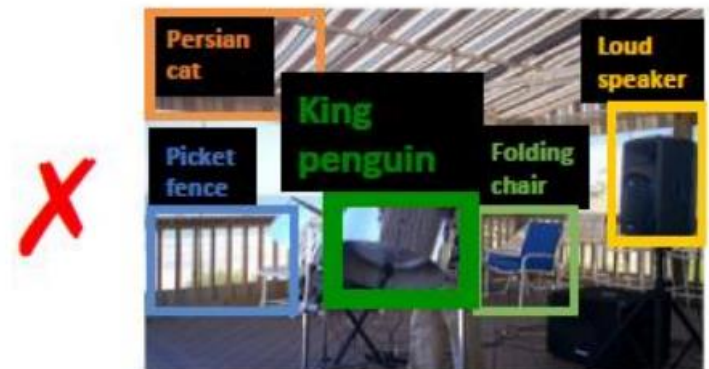 Persian
cat
Loud
speaker
King
penguin
Picket
fence
Folding
chair